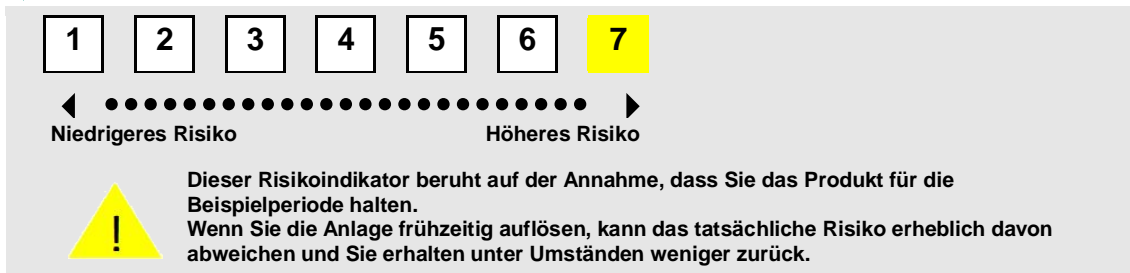 1 2 3 4 5 6 7
Niedrigeres Risiko Höheres Risiko
Dieser Risikoindikator beruht auf der Annahme, dass Sie das Produkt für die
Beispielperiode halten.
Wenn Sie die Anlage frühzeitig auflösen, kann das tatsächliche Risiko erheblich davon
abweichen und Sie erhalten unter Umständen weniger zurück.
!